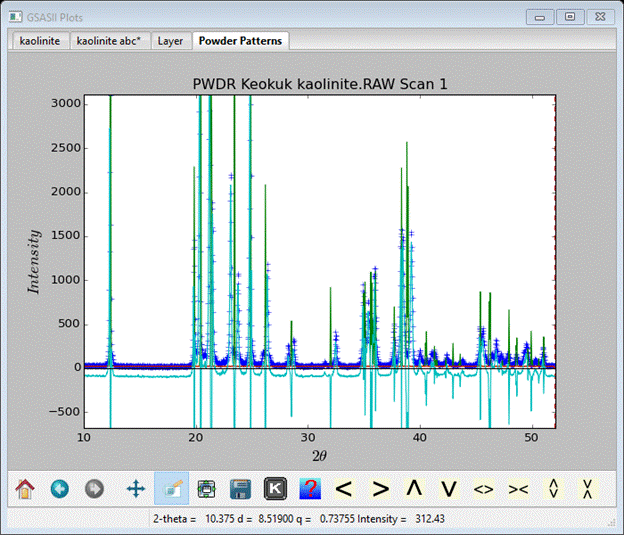 GSASII Plots
kaolinite kaolinite abc* Layer Powder Patterns
PWDR Keokuk kaolinite.RAW Scan 1
3000
2500
2000
1500
1000
500
0
−500
Intensity
10 20 30 40 50
2θ
K ? < > Λ V <> ><
2-theta = 10.375 d = 8.51900 q = 0.73755 Intensity = 312.43